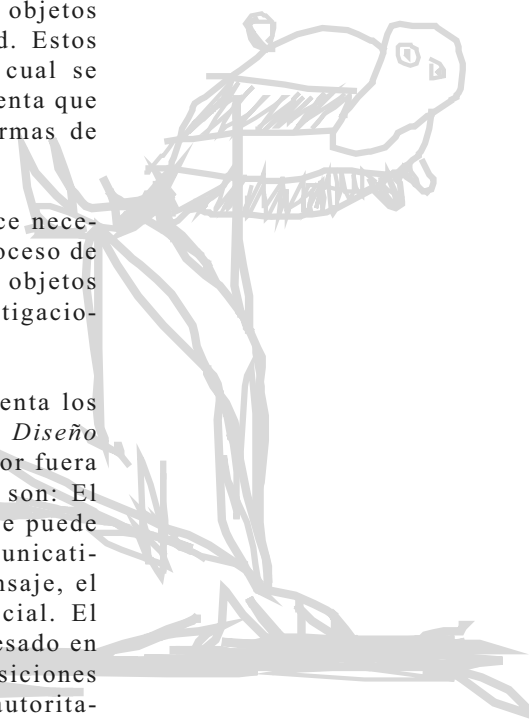 objetos
d. Estos
cual se
enta que
rmas de
ce nece-
oceso de
objetos
tigacio-
enta los
Diseño
or fuera
son: El
e puede
unicati-
nsaje, el
cial. El
esado en
siciones
autorita-